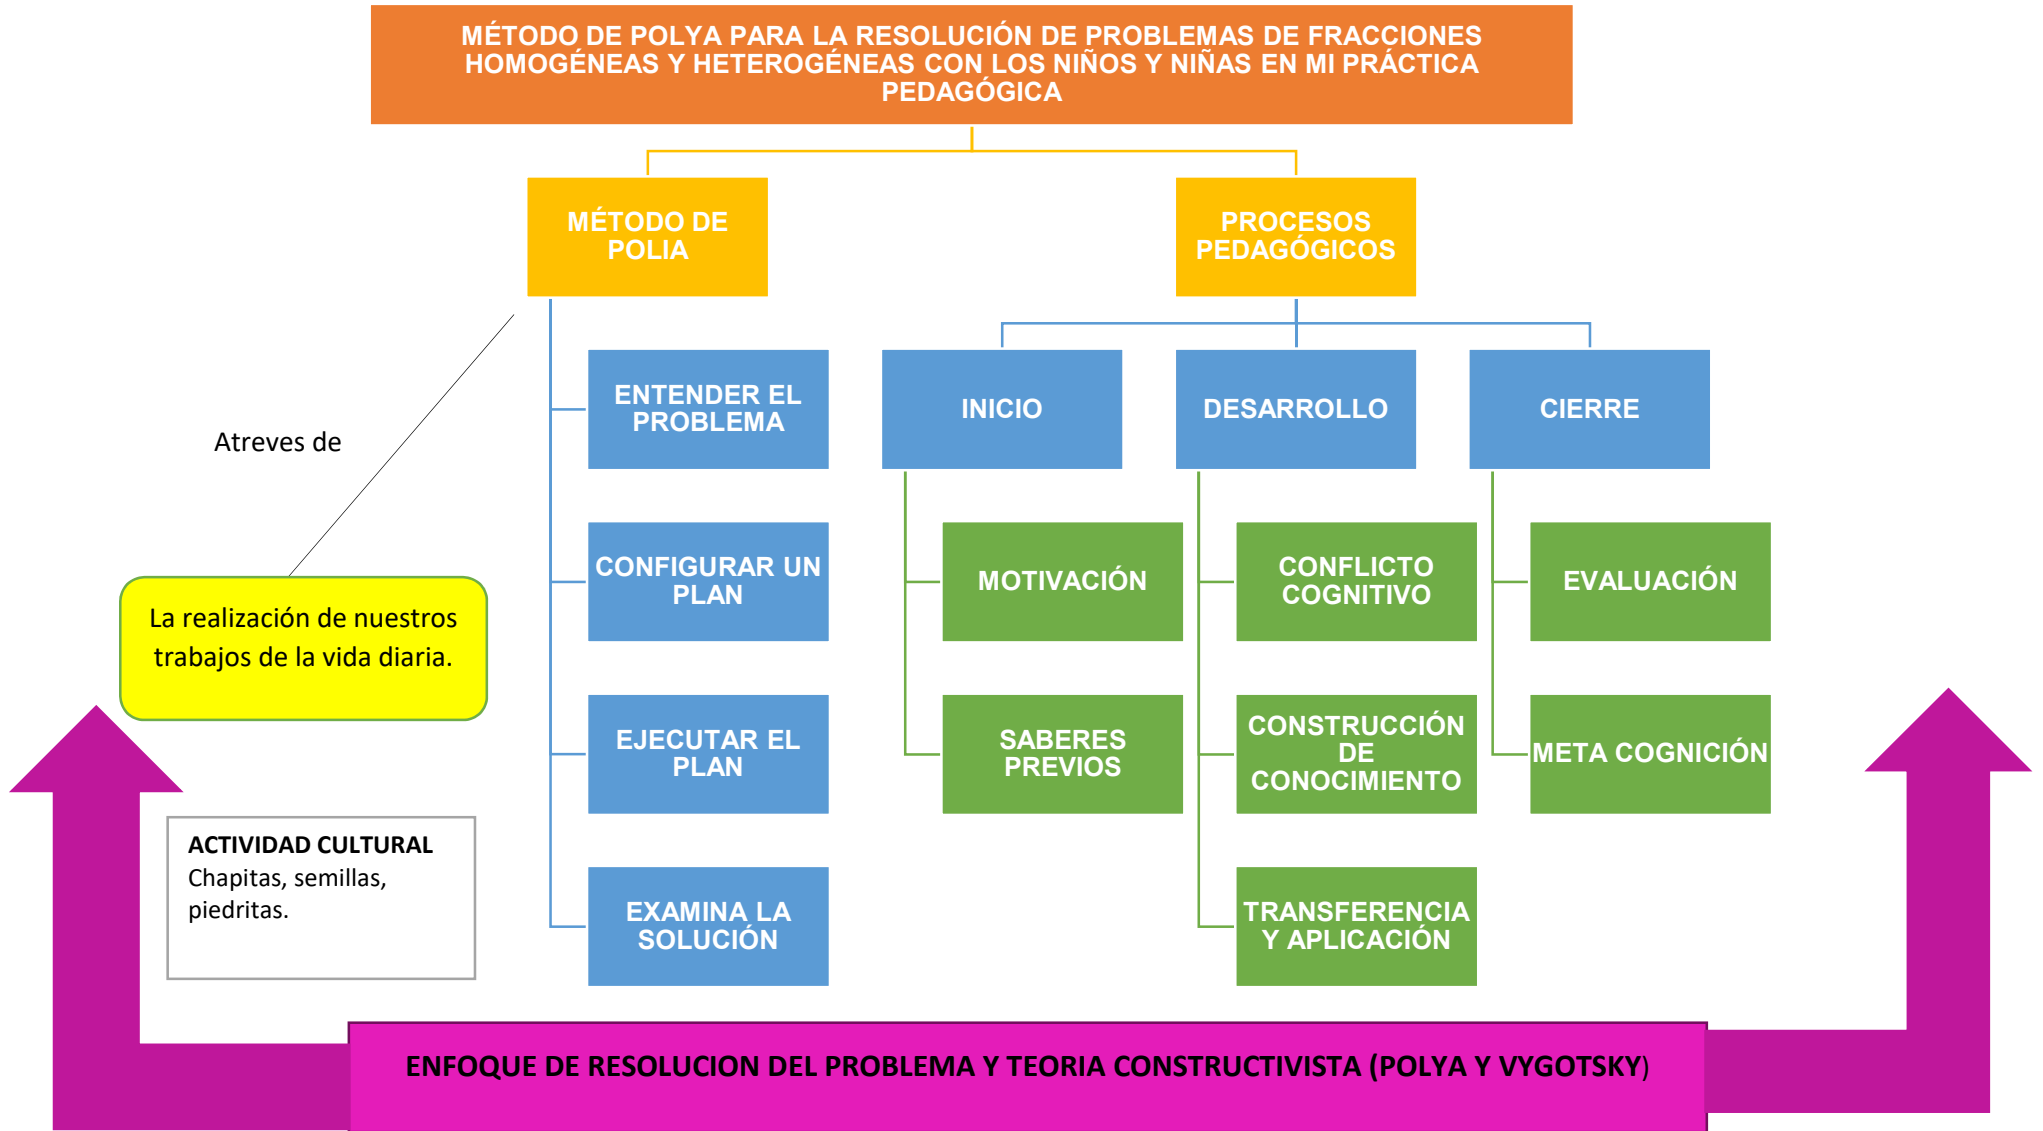 MÉTODO DE POLYA PARA LA RESOLUCIÓN DE PROBLEMAS DE FRACCIONES
HOMOGÉNEAS Y HETEROGÉNEAS CON LOS NIÑOS Y NIÑAS EN MI PRÁCTICA
PEDAGÓGICA
MÉTODO DE
POLIA
PROCESOS
PEDAGÓGICOS
ENTENDER EL
PROBLEMA
INICIO
DESARROLLO
CIERRE
Atreves de
CONFIGURAR UN
PLAN
MOTIVACIÓN
CONFLICTO
COGNITIVO
EVALUACIÓN
La realización de nuestros
trabajos de la vida diaria.
EJECUTAR EL
PLAN
SABERES
PREVIOS
CONSTRUCCIÓN
DE
CONOCIMIENTO
META COGNICIÓN
ACTIVIDAD CULTURAL
Chapitas, semillas,
piedritas.
EXAMINA LA
SOLUCIÓN
TRANSFERENCIA
Y APLICACIÓN
ENFOQUE DE RESOLUCION DEL PROBLEMA Y TEORIA CONSTRUCTIVISTA (POLYA Y VYGOTSKY)